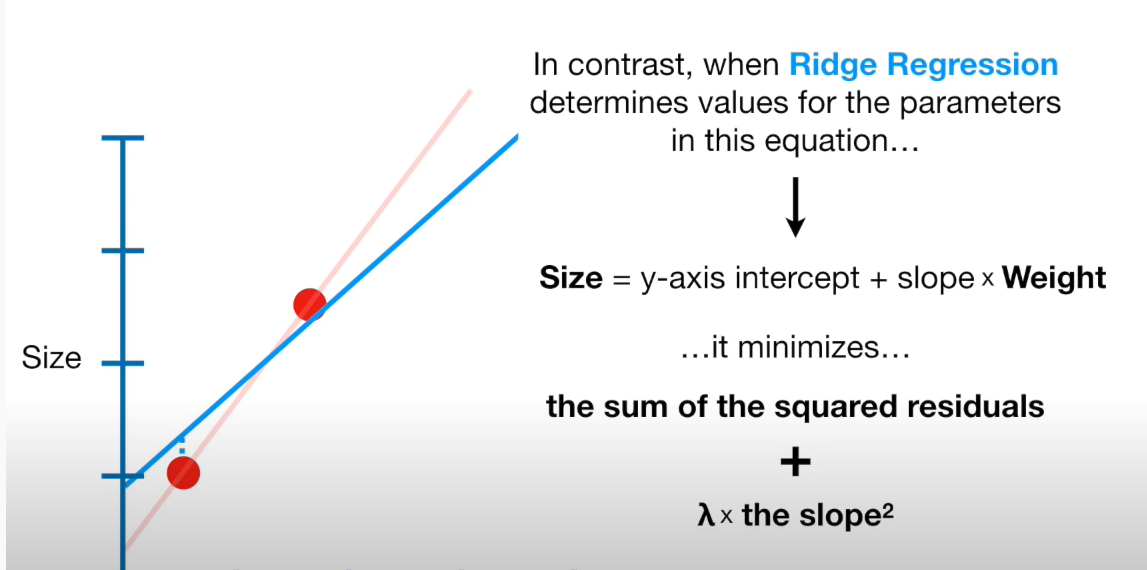 In contrast, when Ridge Regression
determines values for the parameters
in this equation…
Size = y-axis intercept + slope x Weight
…it minimizes…
the sum of the squared residuals
+
λ x the slope²
Size